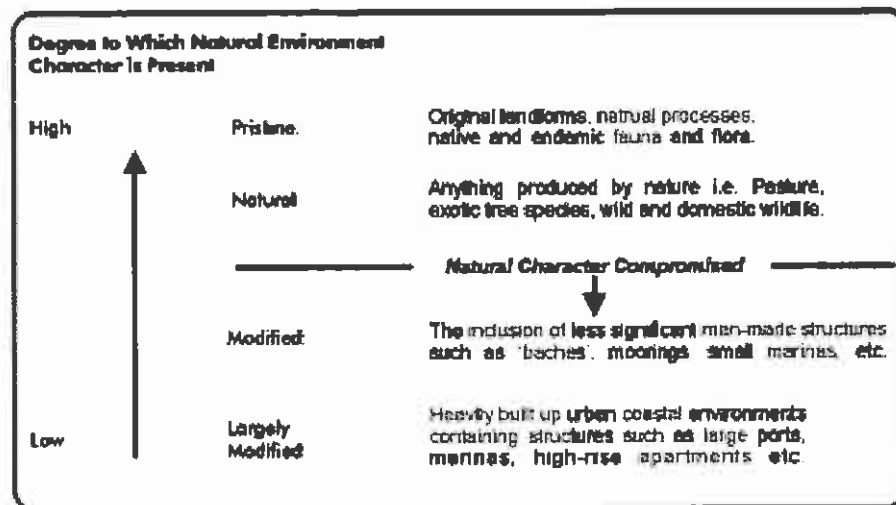 Degree to Which Natural Environment
Character is Present
High
Pristine.
Original landforms, natrual processes,
native and endemic fauna and flora.
Natural
Anything produced by nature i.e. Pasture,
exotic tree species, wild and domestic wildlife.
Natural Character Compromised
Modified
The inclusion of less significant man-made structures
such as 'baches', moorings small marinas, etc.
Low
Largely
Modified
Heavily built up urban coastal environments
containing structures such as large ports,
marinas, high-rise apartments etc.